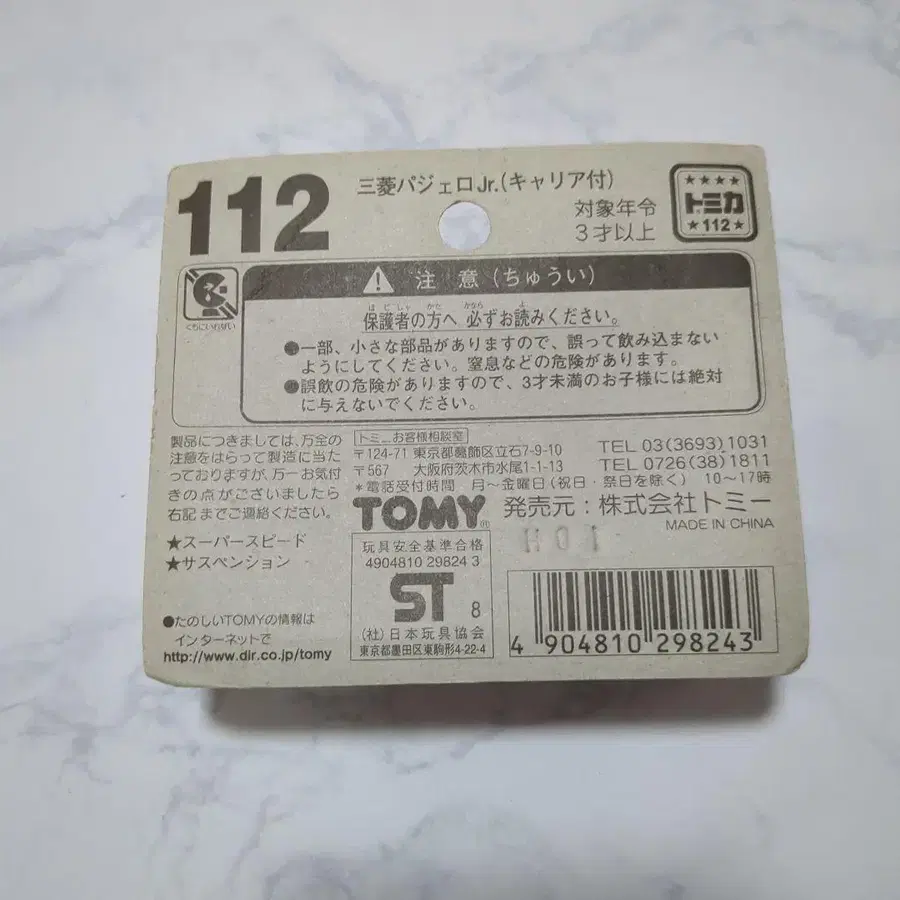 112
三菱パジェロJr.(キャリア付)
対象年令
3才以上
★★★★
トミカ
★112★
くちにいれない
注意(ちゅうい)
ほごしゃ かた かなら よ
保護者の方へ 必ずお読みください。
●一部、小さな部品がありますので、誤って飲み込まない
ようにしてください。窒息などの危険があります。
●誤飲の危険がありますので、3才未満のお子様には絶対
に与えないでください。
製品につきましては、万全の
注意をはらって製造に当た
っておりますが、万一お気付
きの点がございましたら
右記までご連絡ください。
★スーパースピード
★サスペンション
●たのしいTOMYの情報は
インターネットで
http://www.dir.co.jp/tomy
トミーお客様相談室
〒124-71 東京都葛飾区立石7-9-10 TEL 03(3693)1031
〒567 大阪府茨木市水尾1-1-13 TEL 0726(38)1811
*電話受付時間 月~金曜日(祝日・祭日を除く) 10~17時
TOMY® 発売元:株式会社トミー
MADE IN CHINA
玩具安全基準合格
4904810 29824 3
ST 8
(社)日本玩具協会
東京都墨田区東駒形4-22-4
4 904810 298243